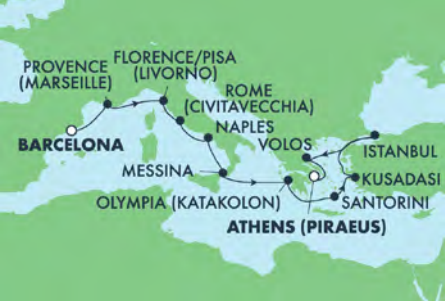 FLORENCE/PISA
(LIVORNO)
PROVENCE
(MARSEILLE)
ROME
(CIVITAVECCHIA)
NAPLES
BARCELONA
VOLOS
ISTANBUL
MESSINA
KUSADASI
OLYMPIA (KATAKOLON)
SANTORINI
ATHENS (PIRAEUS)